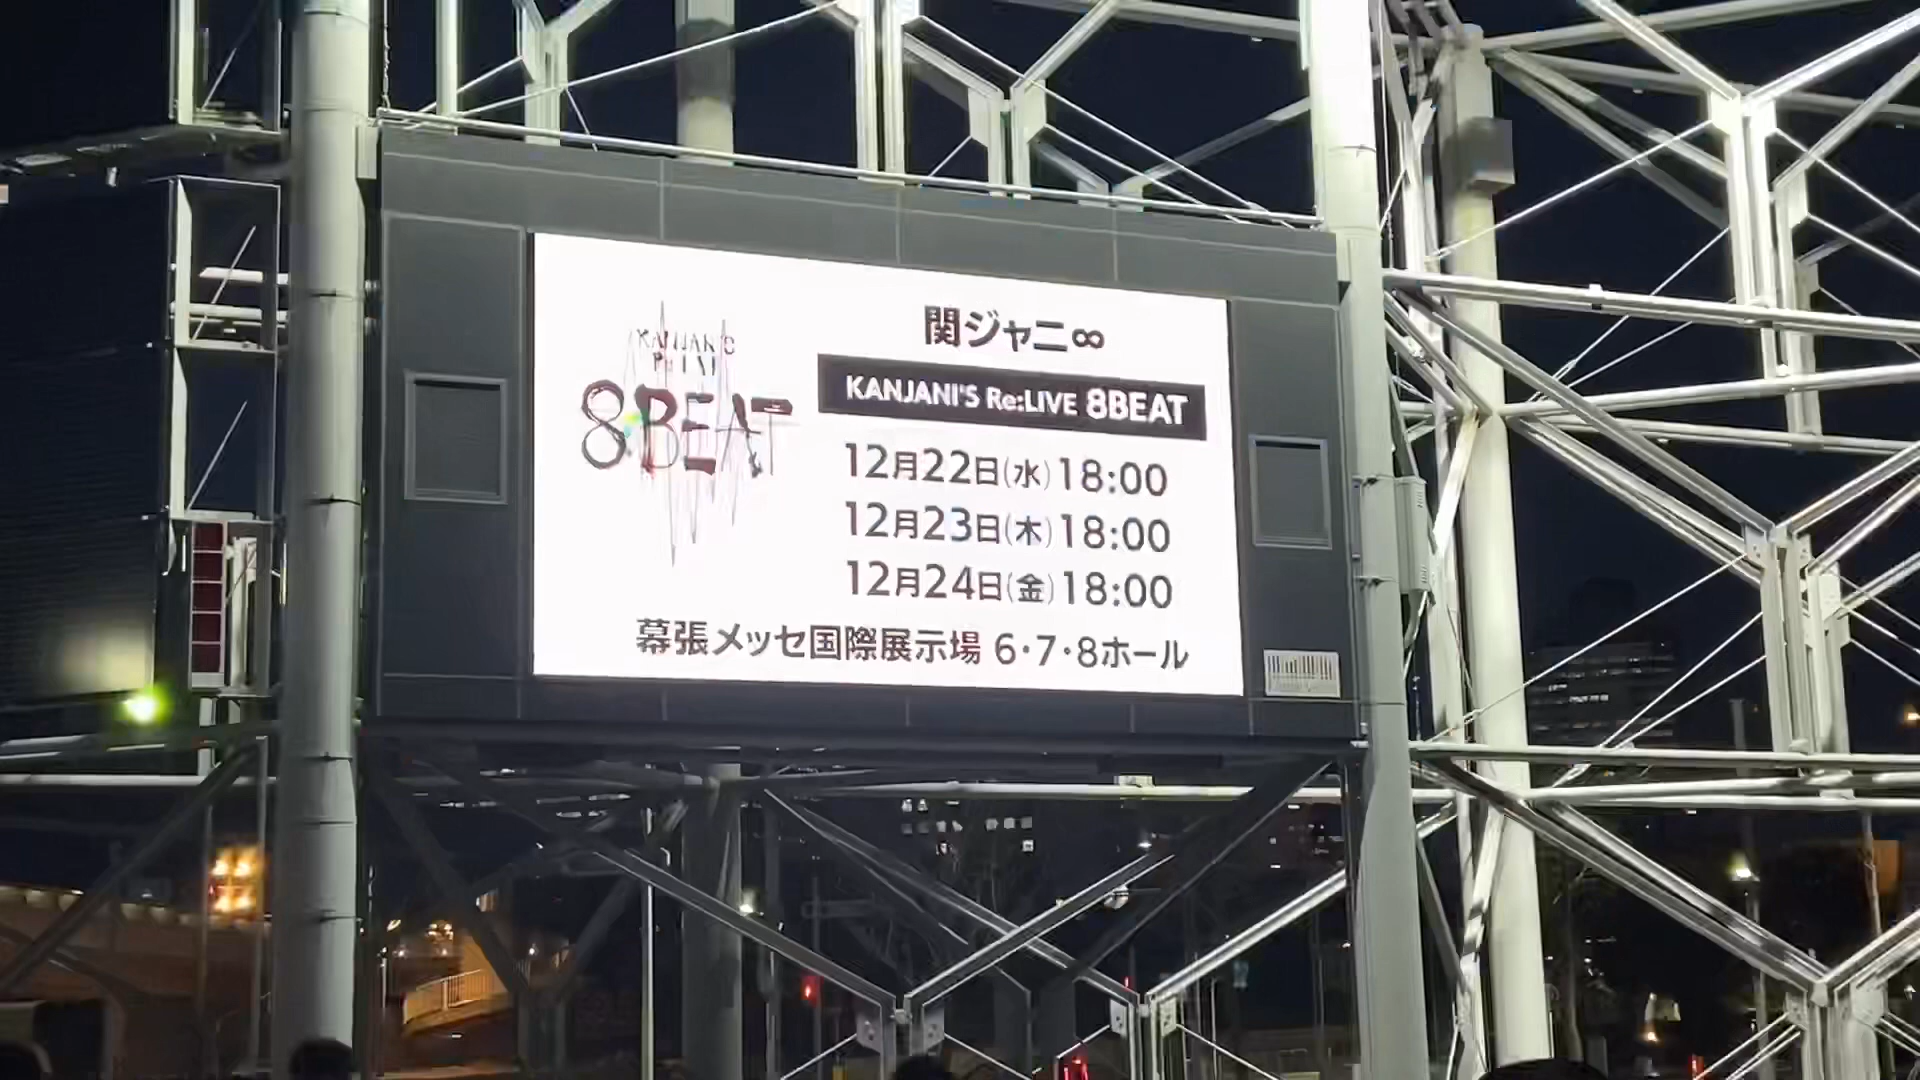 KANJANI'S
Re:LIVE
8BEAT
関ジャニ∞
KANJANI'S Re:LIVE 8BEAT
12月22日(水)18:00
12月23日(木)18:00
12月24日(金)18:00
幕張メッセ国際展示場 6・7・8ホール